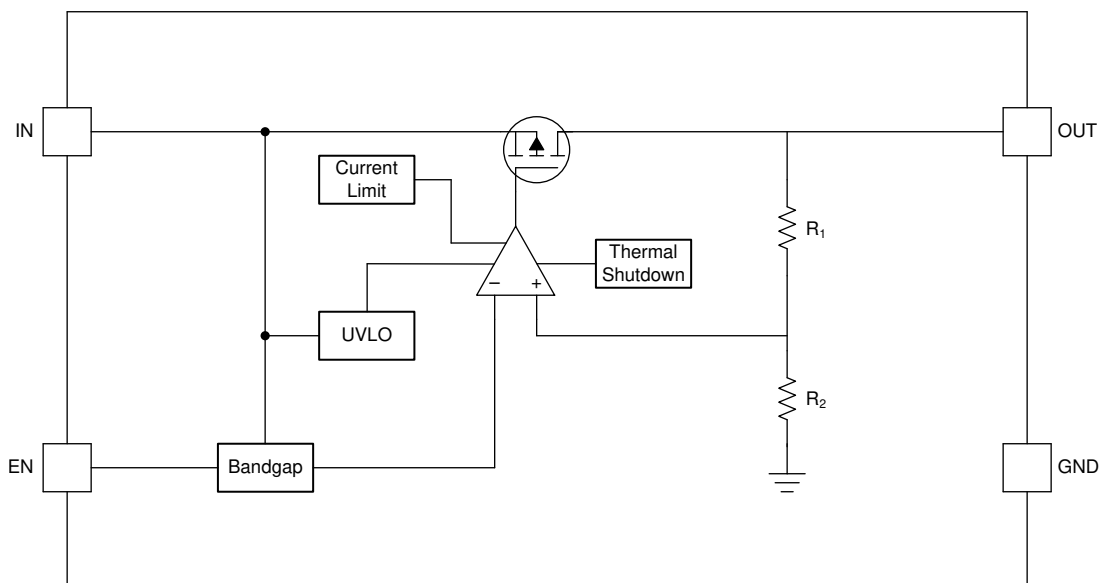 IN
OUT
Current
Limit
R₁
Thermal
Shutdown
− +
UVLO
R₂
EN
Bandgap
GND